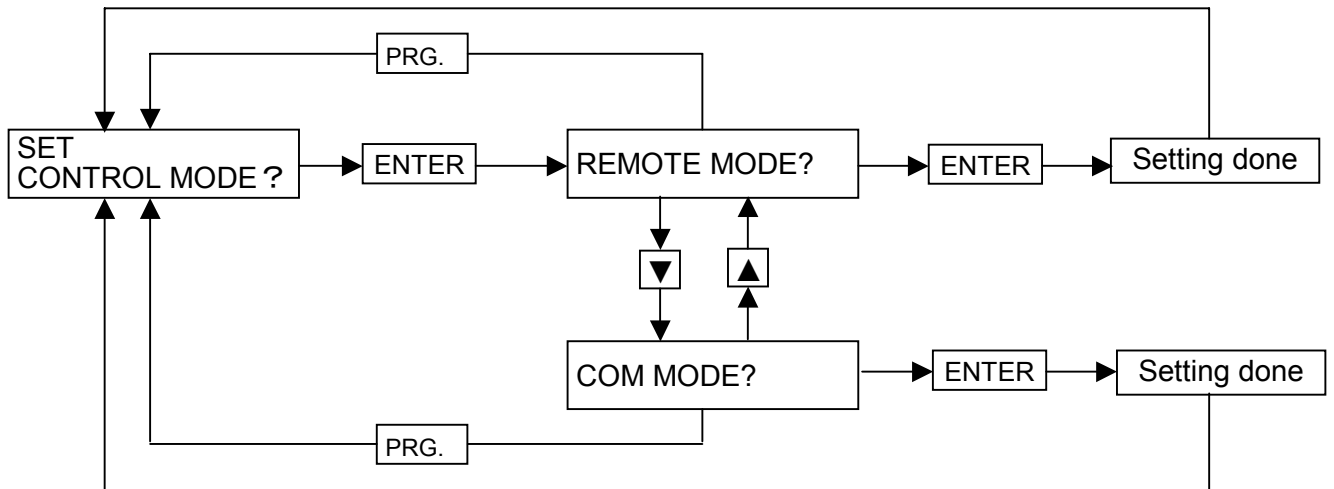 PRG.
SET
CONTROL MODE？
ENTER
REMOTE MODE?
ENTER
Setting done
▼
▲
COM MODE?
ENTER
Setting done
PRG.